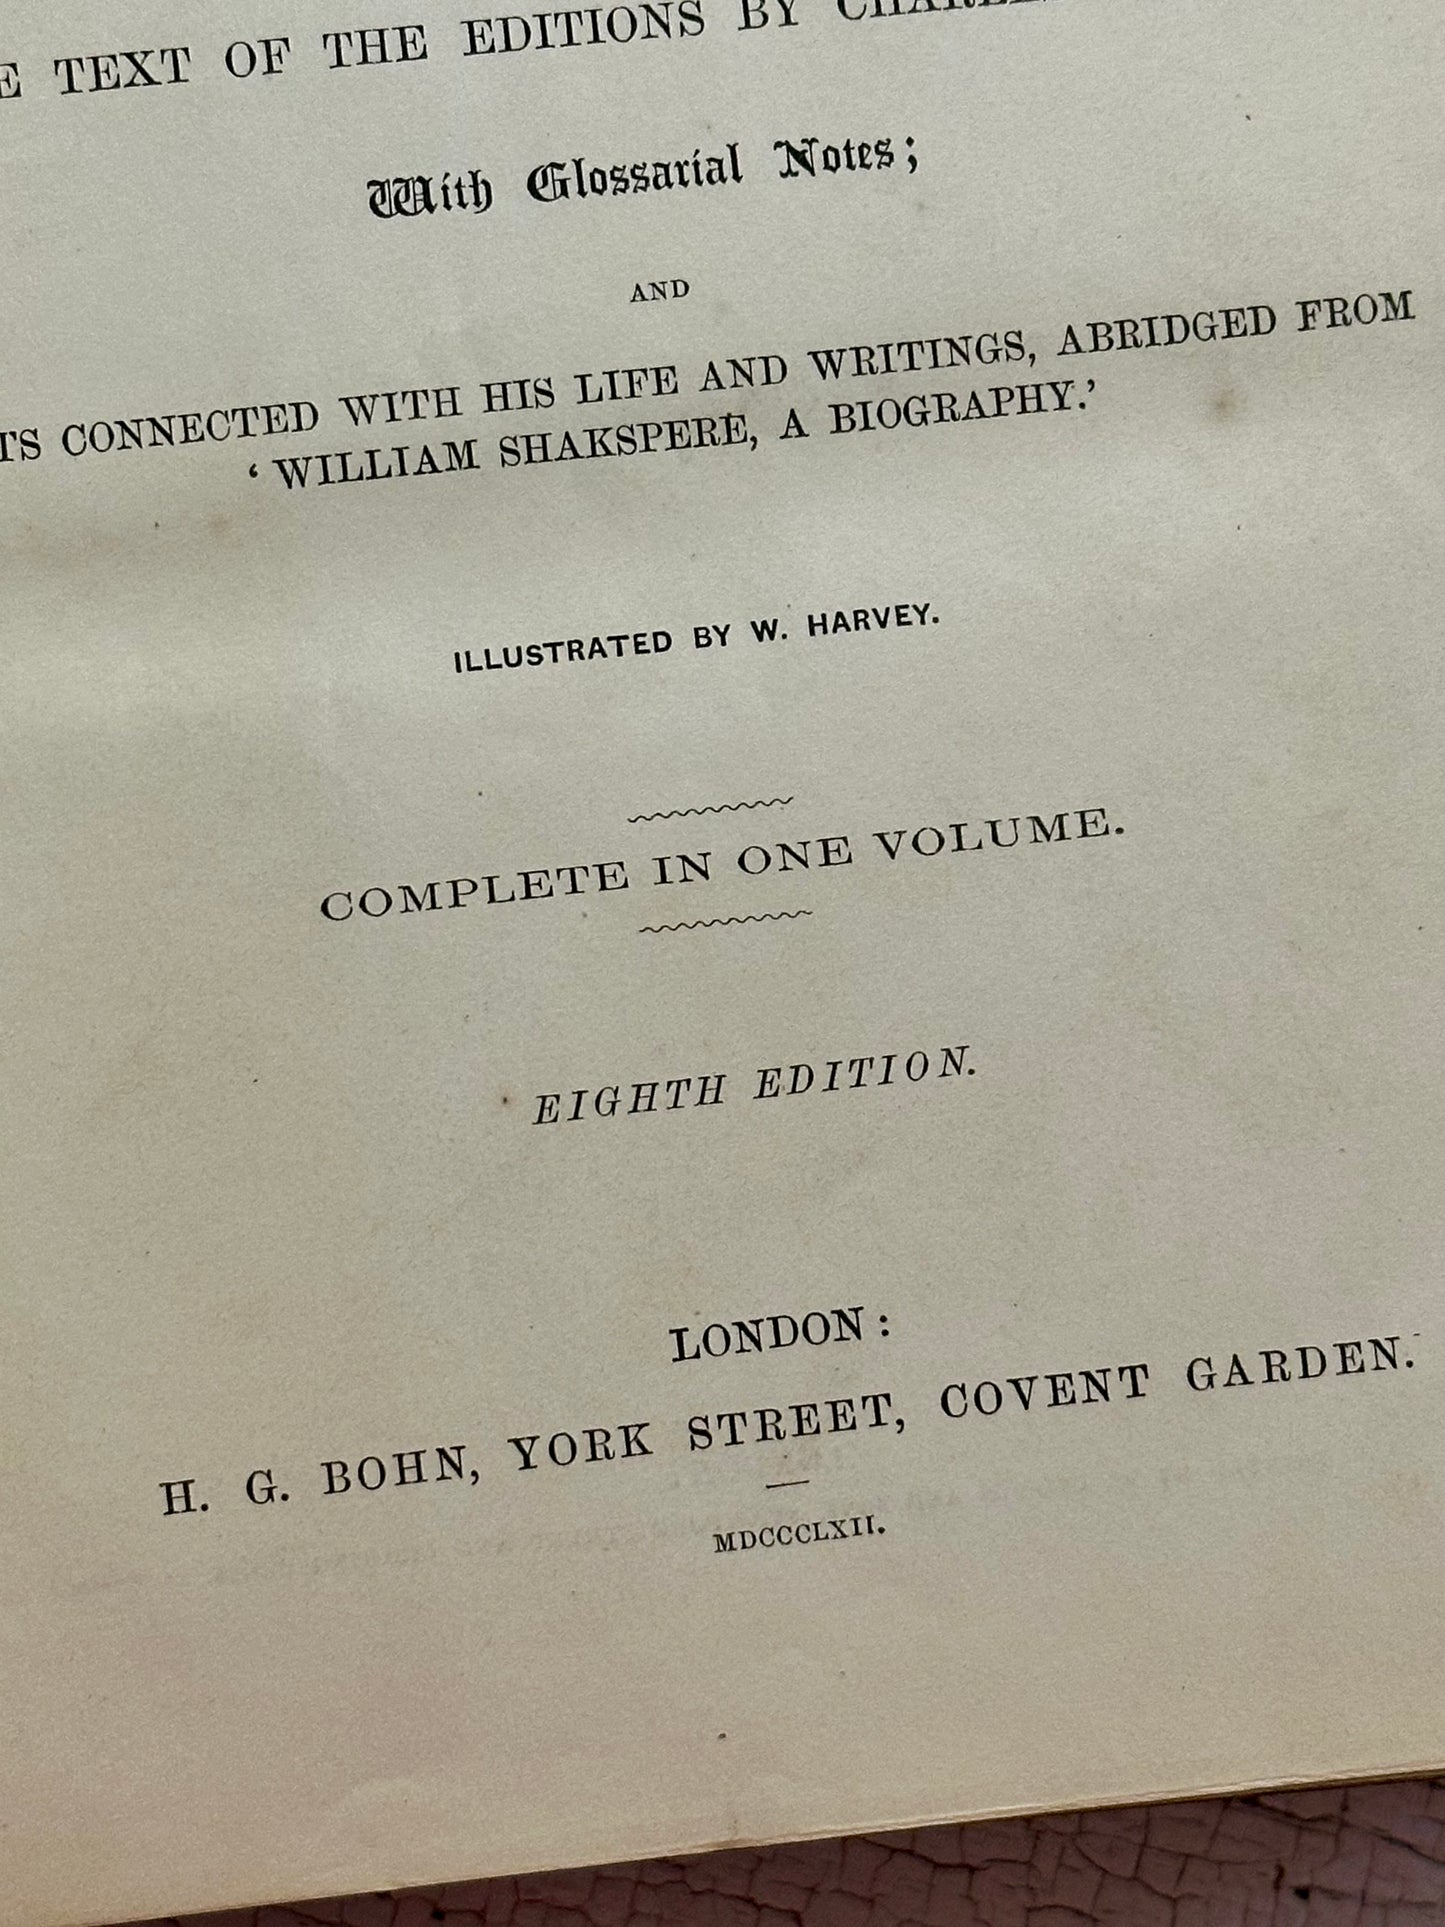 TEXT OF THE EDITIONS BY
With Glossarial Notes;
AND
CONNECTED WITH HIS LIFE AND WRITINGS, ABRIDGED FROM
‘WILLIAM SHAKSPERE, A BIOGRAPHY.’
ILLUSTRATED BY W. HARVEY.
COMPLETE IN ONE VOLUME.
EIGHTH EDITION.
LONDON:
H. G. BOHN, YORK STREET, COVENT GARDEN.
MDCCCLXII.